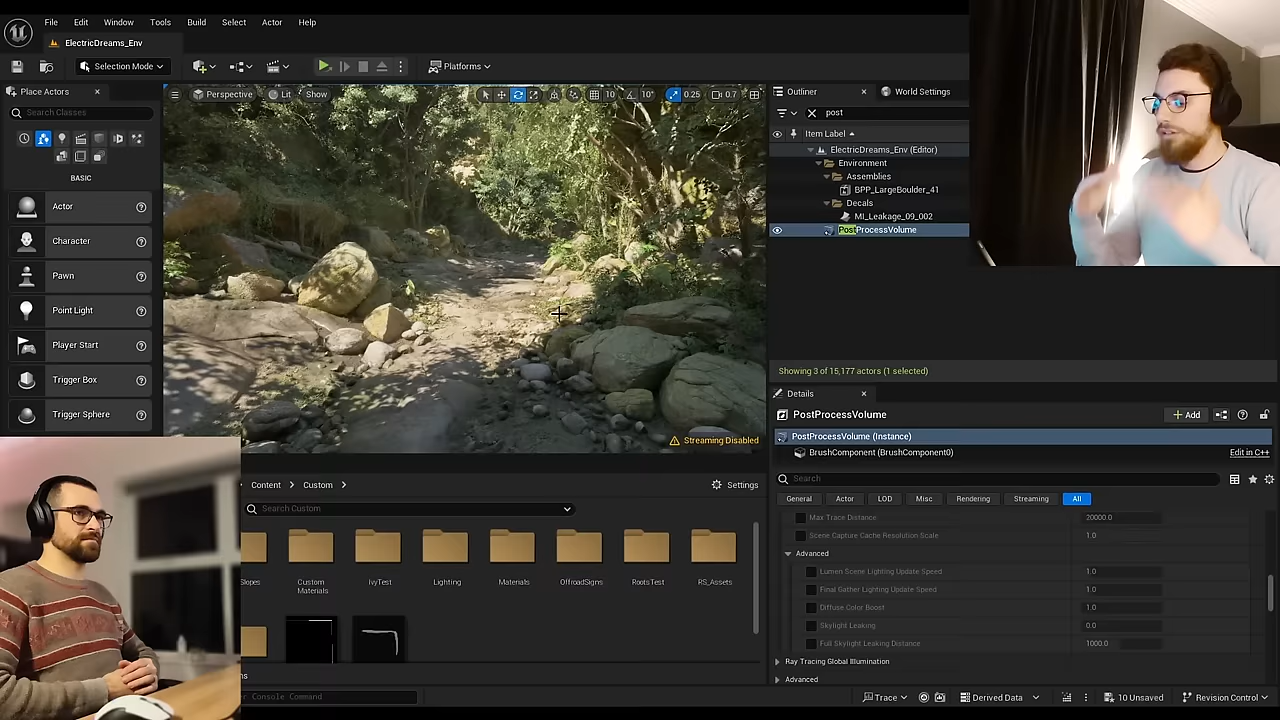 File Edit Window Tools Build Select Actor Help
ElectricDreams_Env
Selection Mode
Platforms
Place Actors
Search Classes
BASIC
Actor
Character
Pawn
Point Light
Player Start
Trigger Box
Trigger Sphere
Perspective Lit Show
10 10° 0.25 0.7
Streaming Disabled
Outliner World Settings
post
Item Label
ElectricDreams_Env (Editor)
Environment
Assemblies
BPP_LargeBoulder_41
Decals
MI_Leakage_09_002
PostProcessVolume
Showing 3 of 15,177 actors (1 selected)
Details
PostProcessVolume
Add
PostProcessVolume (Instance)
BrushComponent (BrushComponent0) Edit in C++
Search
General Actor LOD Misc Rendering Streaming All
Max Trace Distance 20000.0
Scene Capture Cache Resolution Scale 1.0
Advanced
Lumen Scene Lighting Update Speed 1.0
Final Gather Lighting Update Speed 1.0
Diffuse Color Boost 1.0
Skylight Leaking 0.0
Full Skylight Leaking Distance 1000.0
Ray Tracing Global Illumination
Advanced
Content Custom
Settings
Search Custom
Slopes
Custom
Materials
IvyTest
Lighting
Materials
OffroadSigns
RootsTest
RS_Assets
ms
er Console Command
Trace Derived Data 10 Unsaved Revision Control